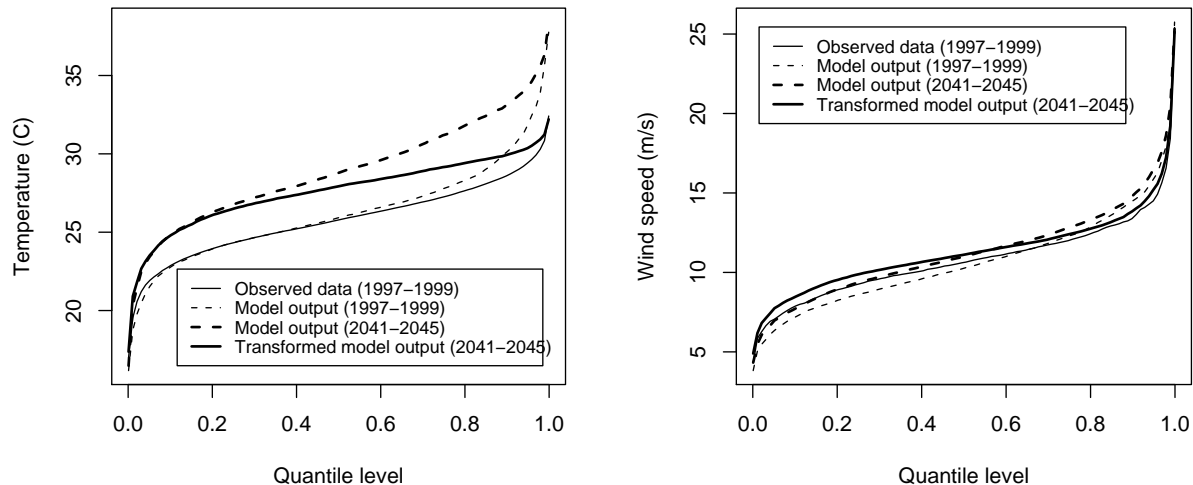 Temperature (C)
35
30
25
20
Observed data (1997−1999)
Model output (1997−1999)
Model output (2041−2045)
Transformed model output (2041−2045)
0.0 0.2 0.4 0.6 0.8 1.0
Quantile level
Wind speed (m/s)
25
20
15
10
5
Observed data (1997−1999)
Model output (1997−1999)
Model output (2041−2045)
Transformed model output (2041−2045)
0.0 0.2 0.4 0.6 0.8 1.0
Quantile level